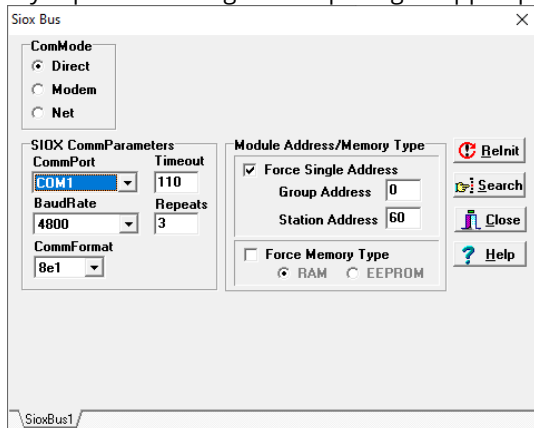 Siox Bus
ComMode
Direct
Modem
Net
SIOX CommParameters
CommPort Timeout
COM1 110
BaudRate Repeats
4800 3
CommFormat
8e1
Module Address/Memory Type
Force Single Address
Group Address 0
Station Address 60
Force Memory Type
RAM EEPROM
ReInit
Search
Close
Help
SioxBus1